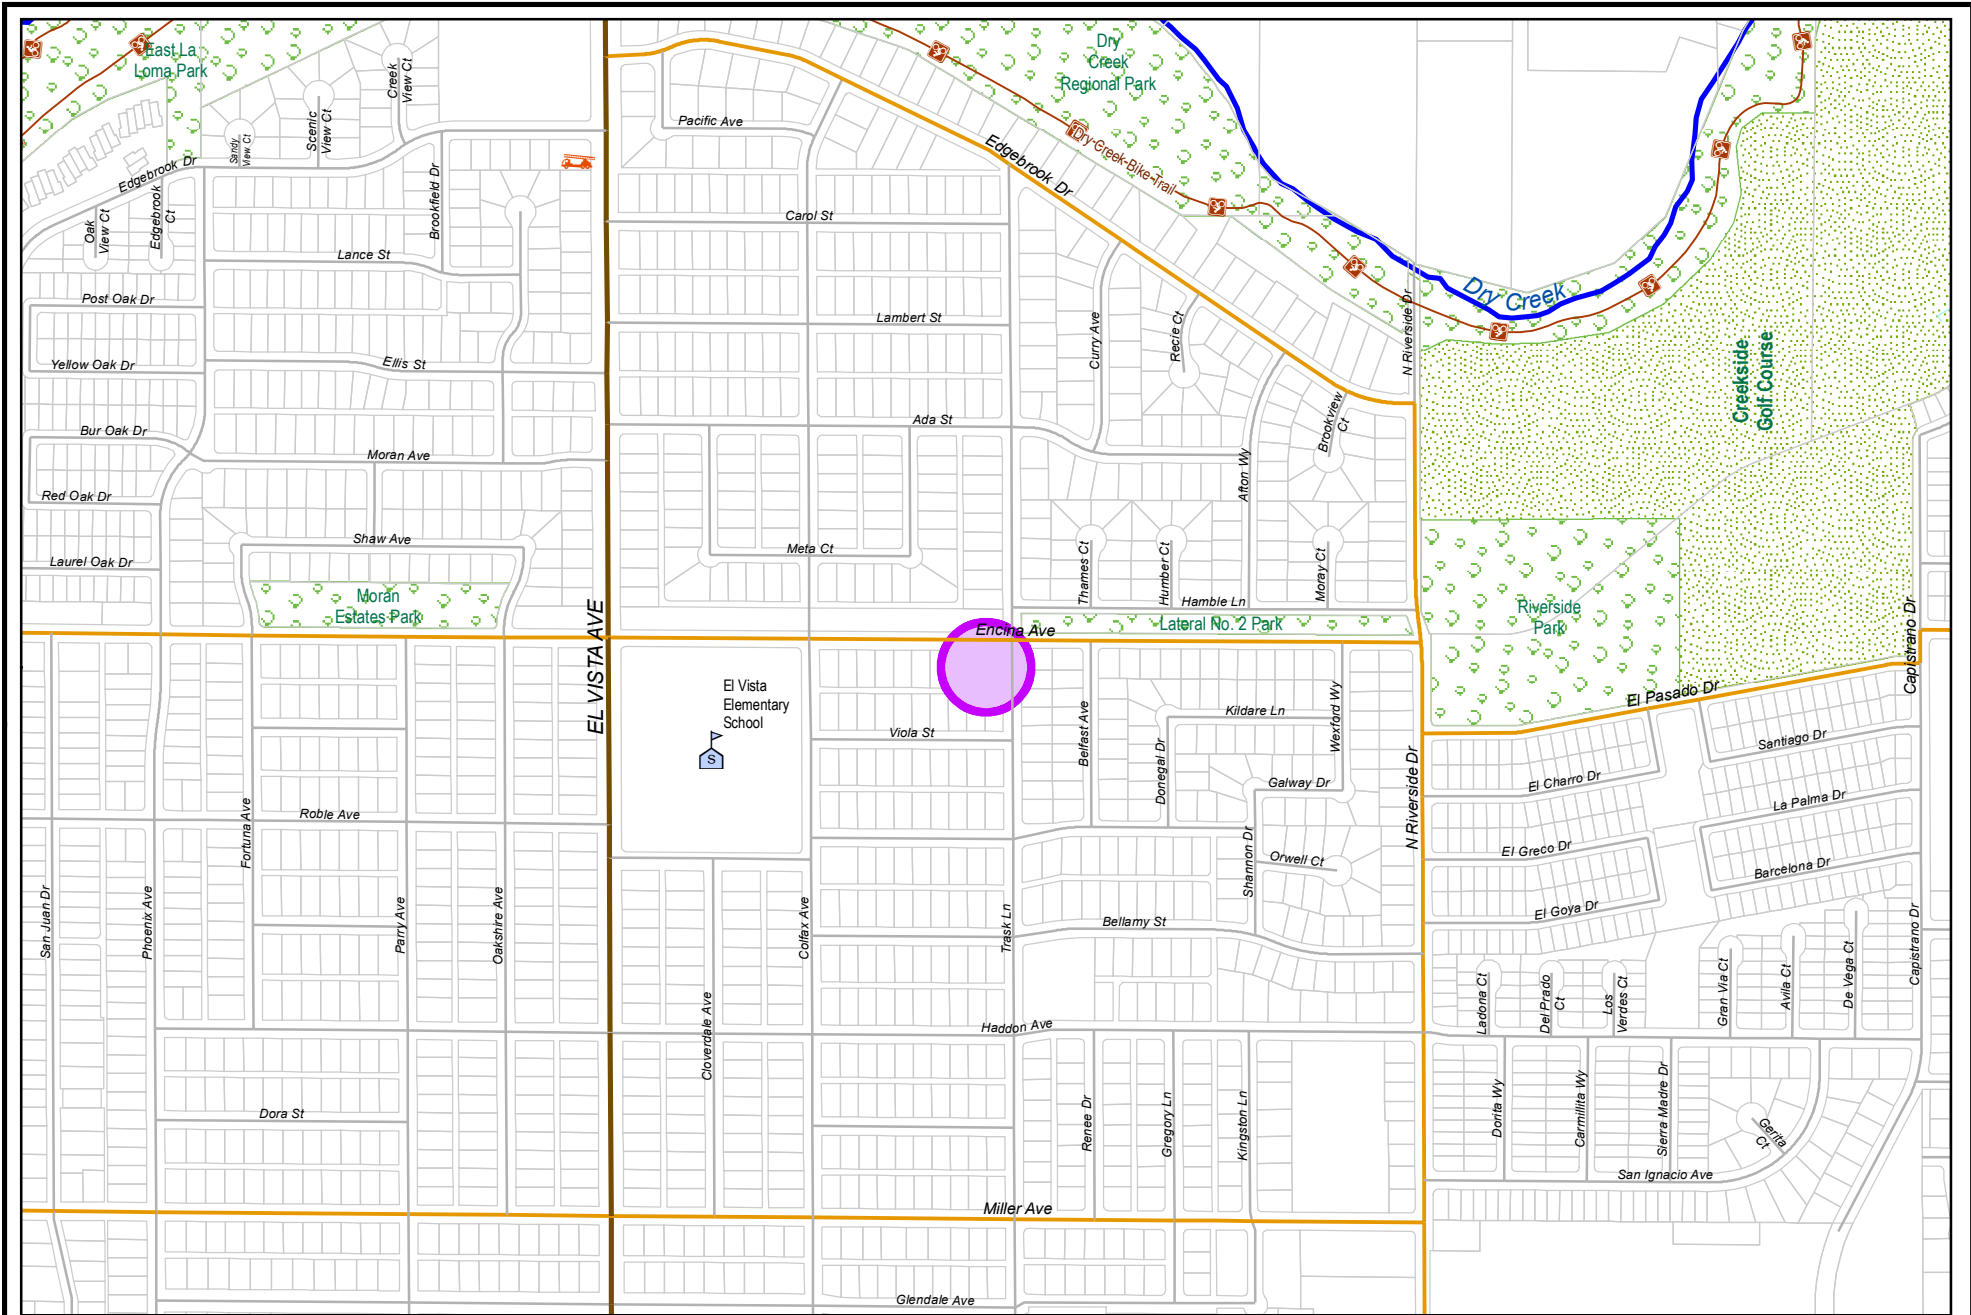 East La
Loma Park
Creek
View Ct
Scenic
View Ct
Sandy
View Ct
Dry
Creek
Regional Park
Pacific Ave
Edgebrook Dr
Dry Creek Bike Trail
Edgebrook Dr
Brookfield Dr
Oak
View Ct
Edgebrook
Ct
Carol St
Lance St
Dry Creek
Post Oak Dr
Lambert St
Curry Ave
Recie Ct
N Riverside Dr
Yellow Oak Dr
Ellis St
Creekside
Golf Course
Ada St
Brookview
Ct
Bur Oak Dr
Moran Ave
Afton Wy
Red Oak Dr
Shaw Ave
Meta Ct
Laurel Oak Dr
Thames Ct
Humber Ct
Moray Ct
Moran
Estates Park
Hamble Ln
Lateral No. 2 Park
Riverside
Park
Encina Ave
EL VISTA AVE
Capistrano Dr
El Vista
Elementary
School
S
El Pasado Dr
Kildare Ln
Wexford Wy
Belfast Ave
Viola St
Santiago Dr
Donegal Dr
Galway Dr
El Charro Dr
N Riverside Dr
La Palma Dr
Roble Ave
Fortuna Ave
El Greco Dr
Orwell Ct
Shannon Dr
Barcelona Dr
San Juan Dr
Phoenix Ave
Parry Ave
Oakshire Ave
Colfax Ave
Trask Ln
Bellamy St
El Goya Dr
Capistrano Dr
Ladona Ct
Del Prado
Ct
Los
Verdes Ct
Gran Via Ct
Avila Ct
De Vega Ct
Haddon Ave
Cloverdale Ave
Dora St
Renee Dr
Gregory Ln
Kingston Ln
Dorita Wy
Carmillita Wy
Sierra Madre Dr
Gerita
Ct
San Ignacio Ave
Miller Ave
Glendale Ave